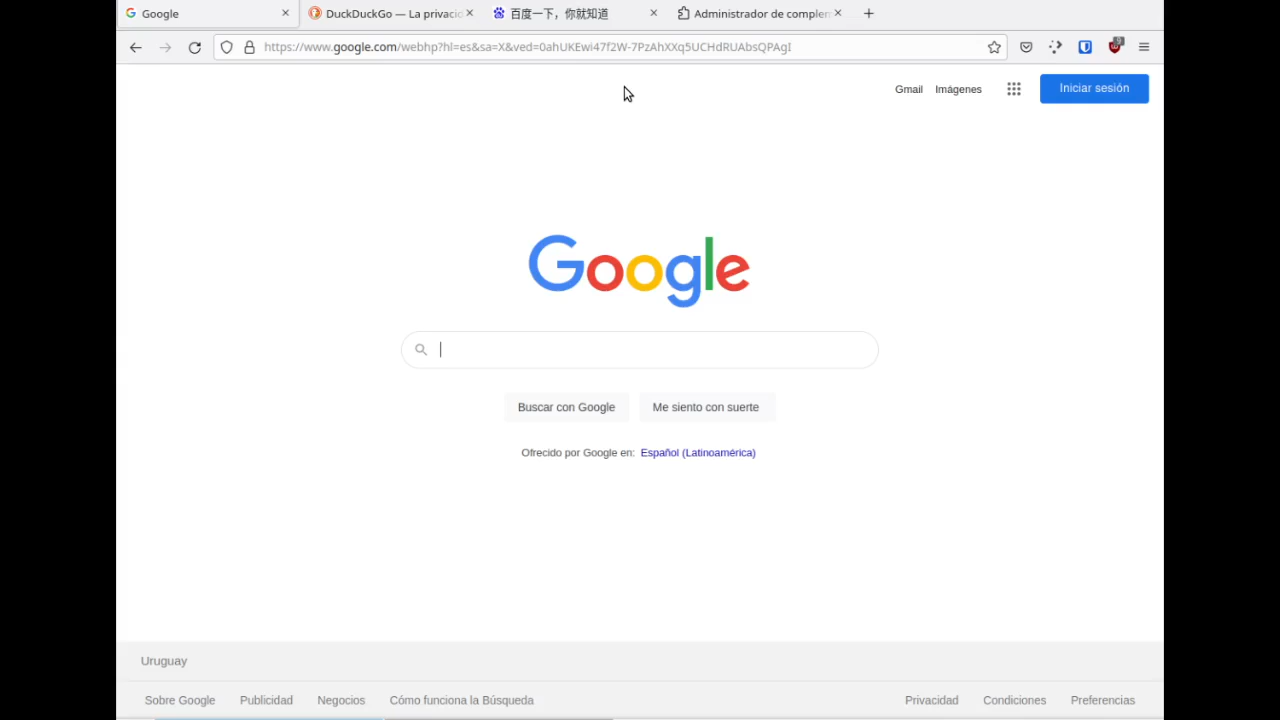 Google
DuckDuckGo — La privacid
百度一下，你就知道
Administrador de complem
https://www.google.com/webhp?hl=es&sa=X&ved=0ahUKEwi47f2W-7PzAhXXq5UCHdRUAbsQPAgI
Gmail Imágenes Iniciar sesión
Google
Buscar con Google Me siento con suerte
Ofrecido por Google en: Español (Latinoamérica)
Uruguay
Sobre Google Publicidad Negocios Cómo funciona la Búsqueda Privacidad Condiciones Preferencias